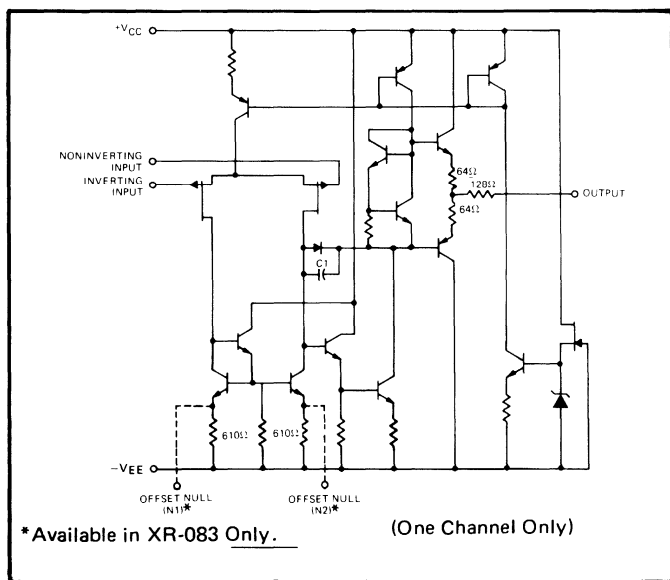 +VCC
NONINVERTING
INPUT
INVERTING
INPUT
64Ω
128Ω
64Ω
OUTPUT
C1
610Ω
610Ω
-VEE
OFFSET NULL
(N1)*
OFFSET NULL
(N2)*
*Available in XR-083 Only.
(One Channel Only)